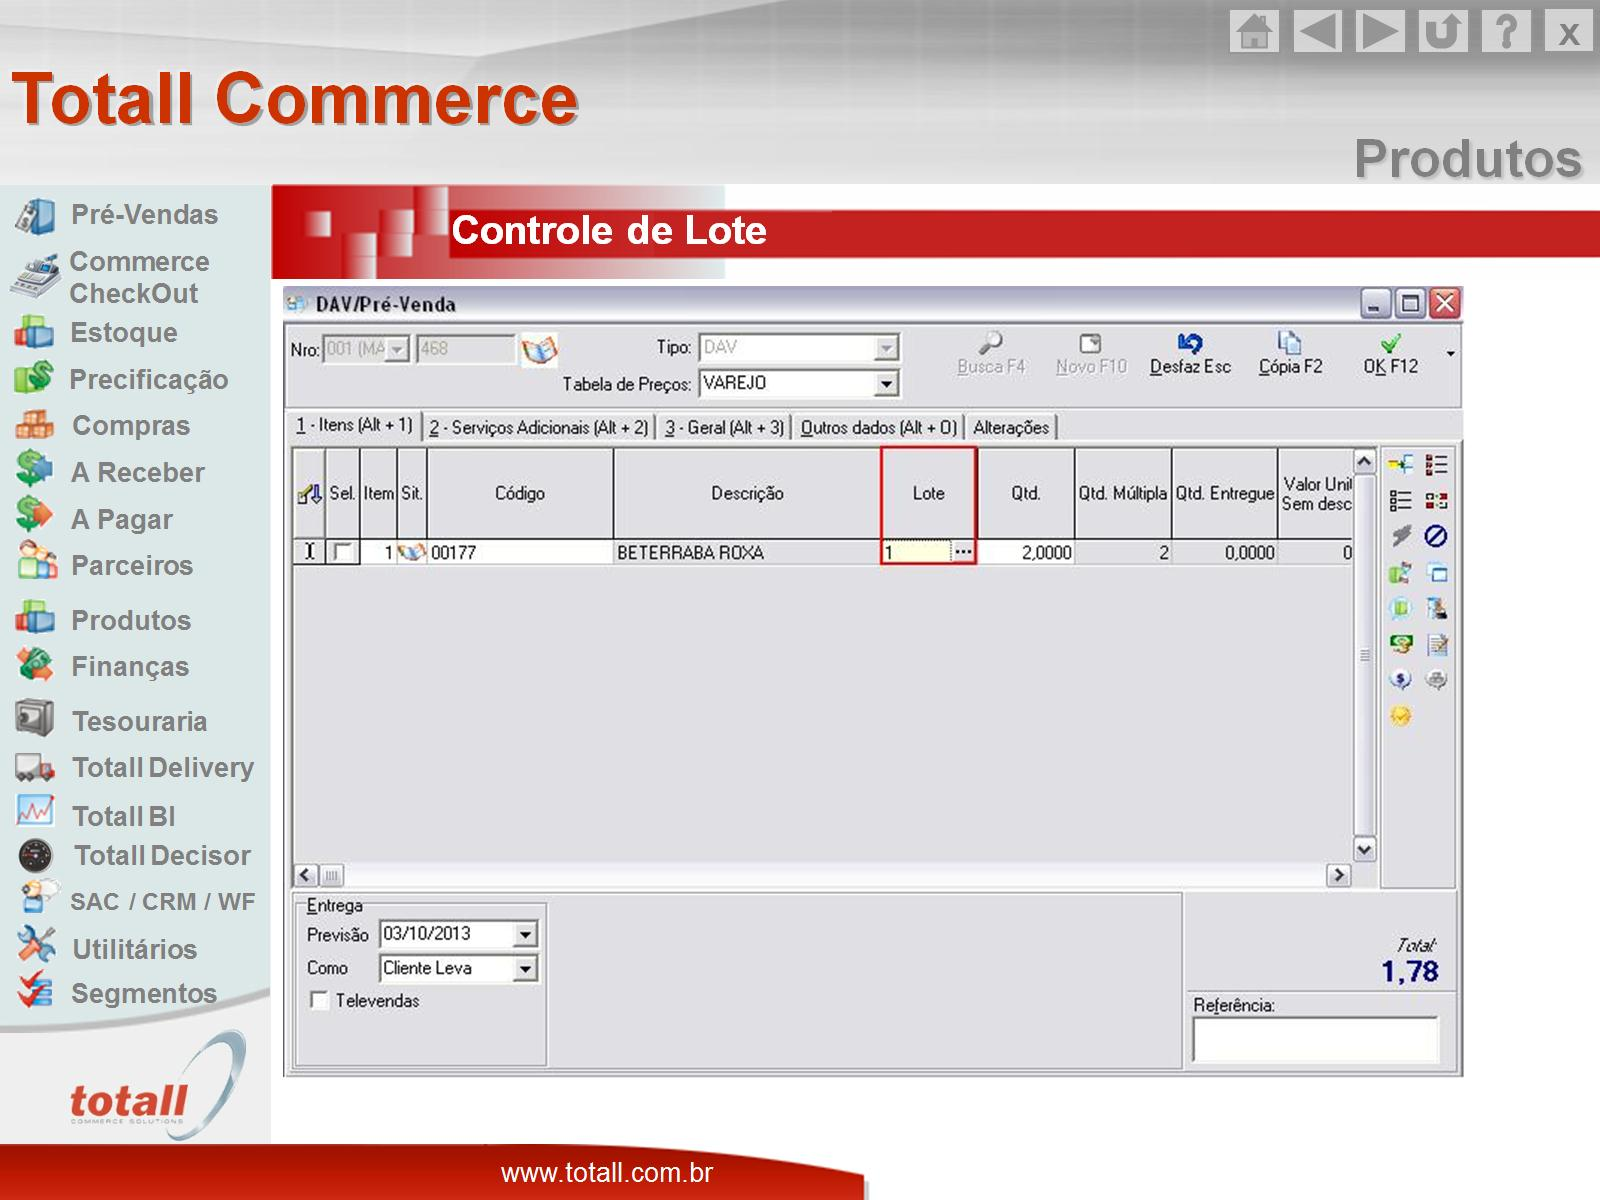 Totall Commerce
Produtos
x
Pré-Vendas
Commerce
CheckOut
Estoque
Precificação
Compras
A Receber
A Pagar
Parceiros
Produtos
Finanças
Tesouraria
Totall Delivery
Totall BI
Totall Decisor
SAC / CRM / WF
Utilitários
Segmentos
totall
COMMERCE SOLUTIONS
Controle de Lote
DAV/Pré-Venda
Nro: 001 (MA 468
Tipo: DAV
Tabela de Preços: VAREJO
Busca F4 Novo F10 Desfaz Esc Cópia F2 OK F12
1 - Itens (Alt + 1) 2 - Serviços Adicionais (Alt + 2) 3 - Geral (Alt + 3) Outros dados (Alt + O) Alterações
Sel. Item Sit. Código Descrição Lote Qtd. Qtd. Múltipla Qtd. Entregue Valor Unit
Sem desc
1 00177 BETERRABA ROXA 1 ... 2,0000 2 0,0000 0
Entrega
Previsão 03/10/2013
Como Cliente Leva
Televendas
Total:
1,78
Referência:
www.totall.com.br